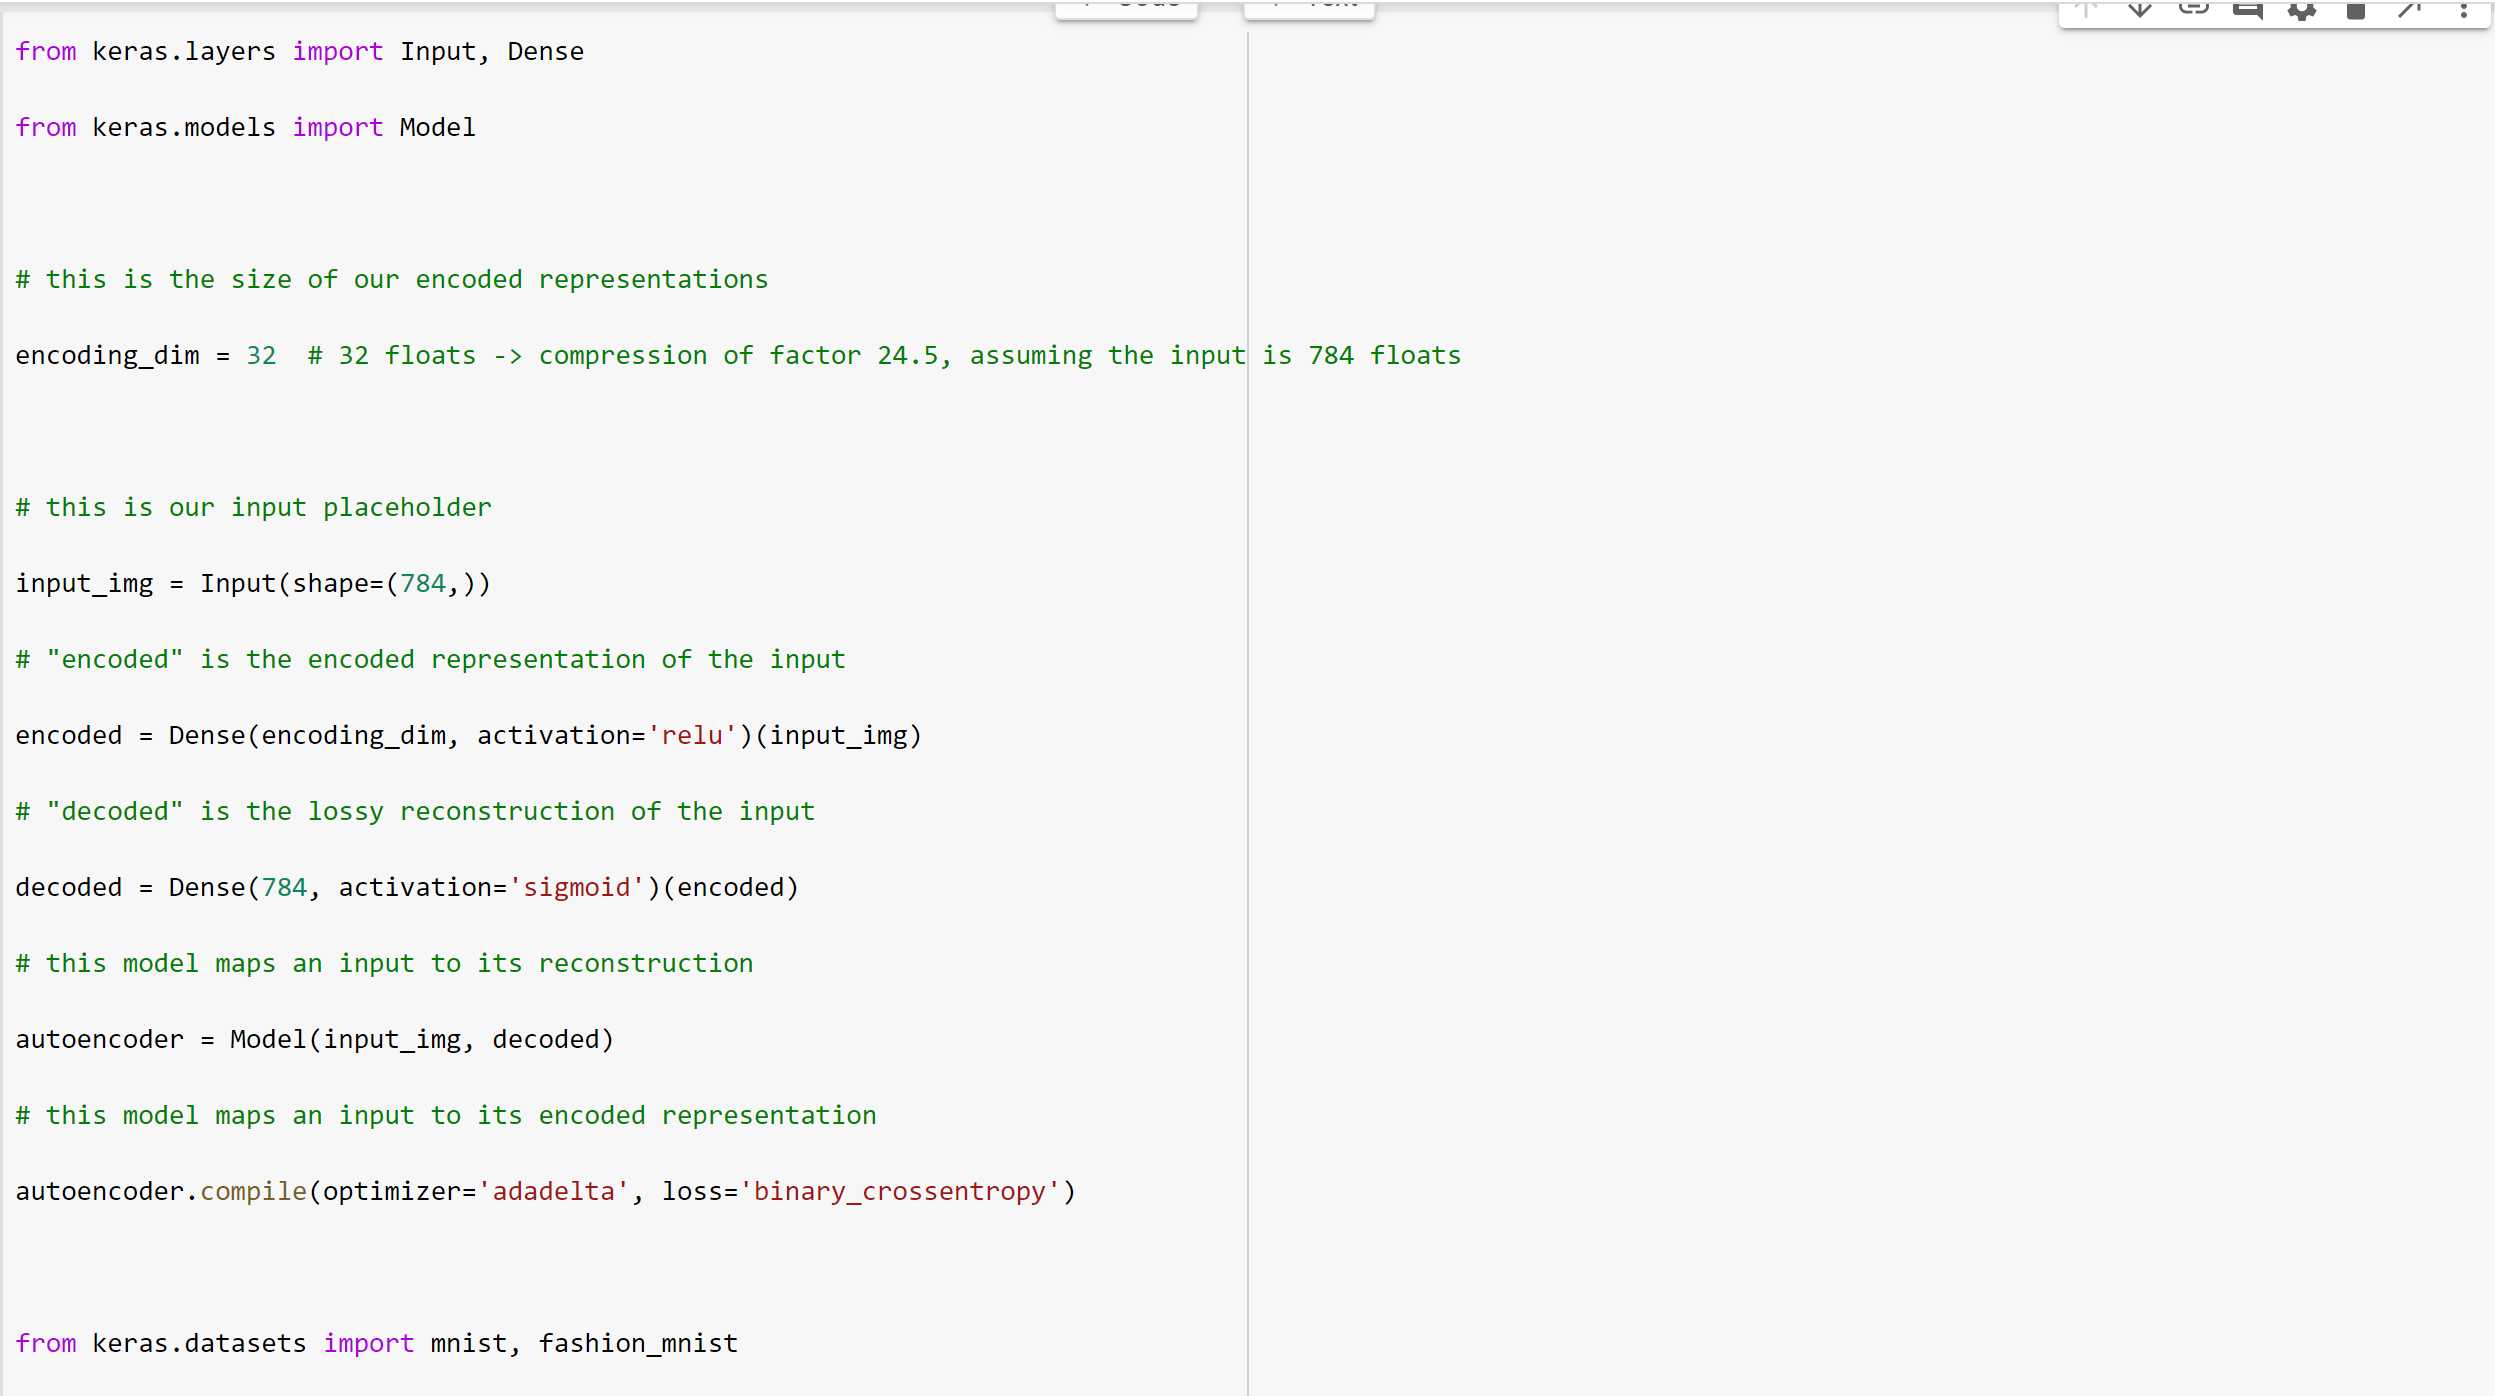 from keras.layers import Input, Dense
from keras.models import Model
# this is the size of our encoded representations
encoding_dim = 32  # 32 floats -> compression of factor 24.5, assuming the input is 784 floats
# this is our input placeholder
input_img = Input(shape=(784,))
# "encoded" is the encoded representation of the input
encoded = Dense(encoding_dim, activation='relu')(input_img)
# "decoded" is the lossy reconstruction of the input
decoded = Dense(784, activation='sigmoid')(encoded)
# this model maps an input to its reconstruction
autoencoder = Model(input_img, decoded)
# this model maps an input to its encoded representation
autoencoder.compile(optimizer='adadelta', loss='binary_crossentropy')
from keras.datasets import mnist, fashion_mnist